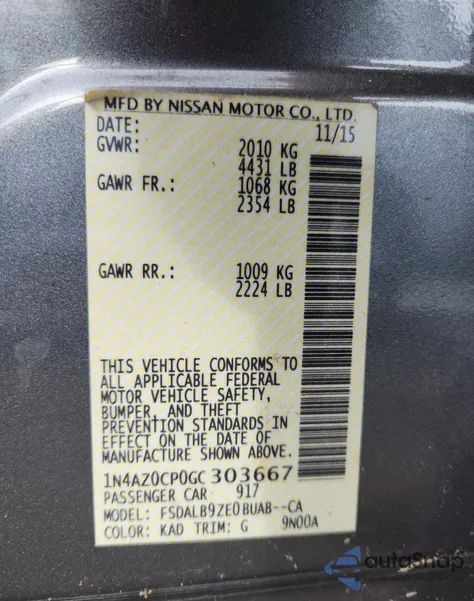 MFD BY NISSAN MOTOR CO., LTD.
DATE: 11/15
GVWR: 2010 KG
4431 LB
GAWR FR.: 1068 KG
2354 LB
GAWR RR.: 1009 KG
2224 LB
THIS VEHICLE CONFORMS TO
ALL APPLICABLE FEDERAL
MOTOR VEHICLE SAFETY,
BUMPER, AND THEFT
PREVENTION STANDARDS IN
EFFECT ON THE DATE OF
MANUFACTURE SHOWN ABOVE.
1N4AZ0CP0GC303667
PASSENGER CAR 917
MODEL: FSDALB9ZE0BUAB--CA
COLOR: KAD TRIM: G 9N00A
autoSnap